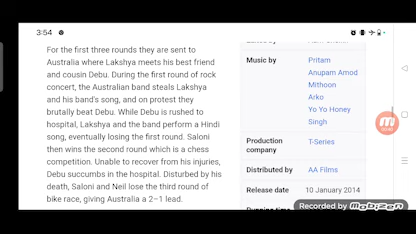 3:54
For the first three rounds they are sent to
Australia where Lakshya meets his best friend
and cousin Debu. During the first round of rock
concert, the Australian band steals Lakshya
and his band's song, and on protest they
brutally beat Debu. While Debu is rushed to
hospital, Lakshya and the band perform a Hindi
song, eventually losing the first round. Saloni
then wins the second round which is a chess
competition. Unable to recover from his injuries,
Debu succumbs in the hospital. Disturbed by his
death, Saloni and Neil lose the third round of
bike race, giving Australia a 2–1 lead.
Music by
Pritam
Anupam Amod
Mithoon
Arko
Yo Yo Honey
Singh
Production
company
T-Series
Distributed by
AA Films
Release date
10 January 2014
Recorded by
Mobizen